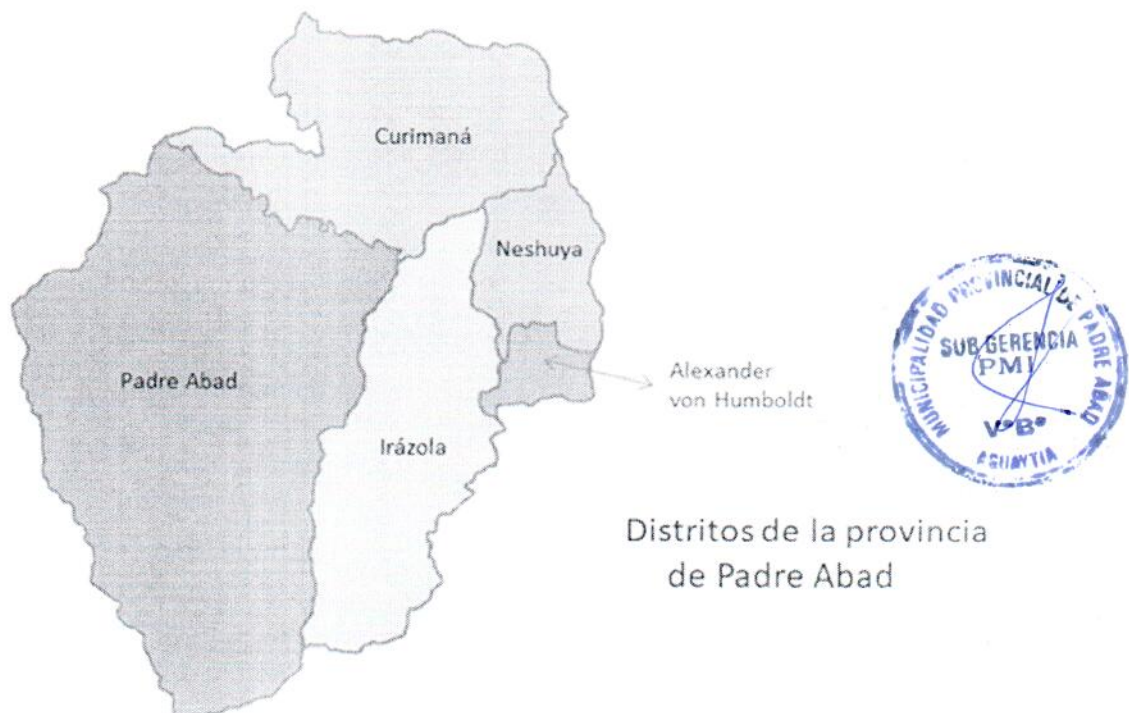 Curimaná
Neshuya
Padre Abad
Alexander
von Humboldt
Irázola
MUNICIPALIDAD PROVINCIAL DE PADRE ABAD
SUB GERENCIA
PMI
V°B°
AGUAYTIA
Distritos de la provincia
de Padre Abad